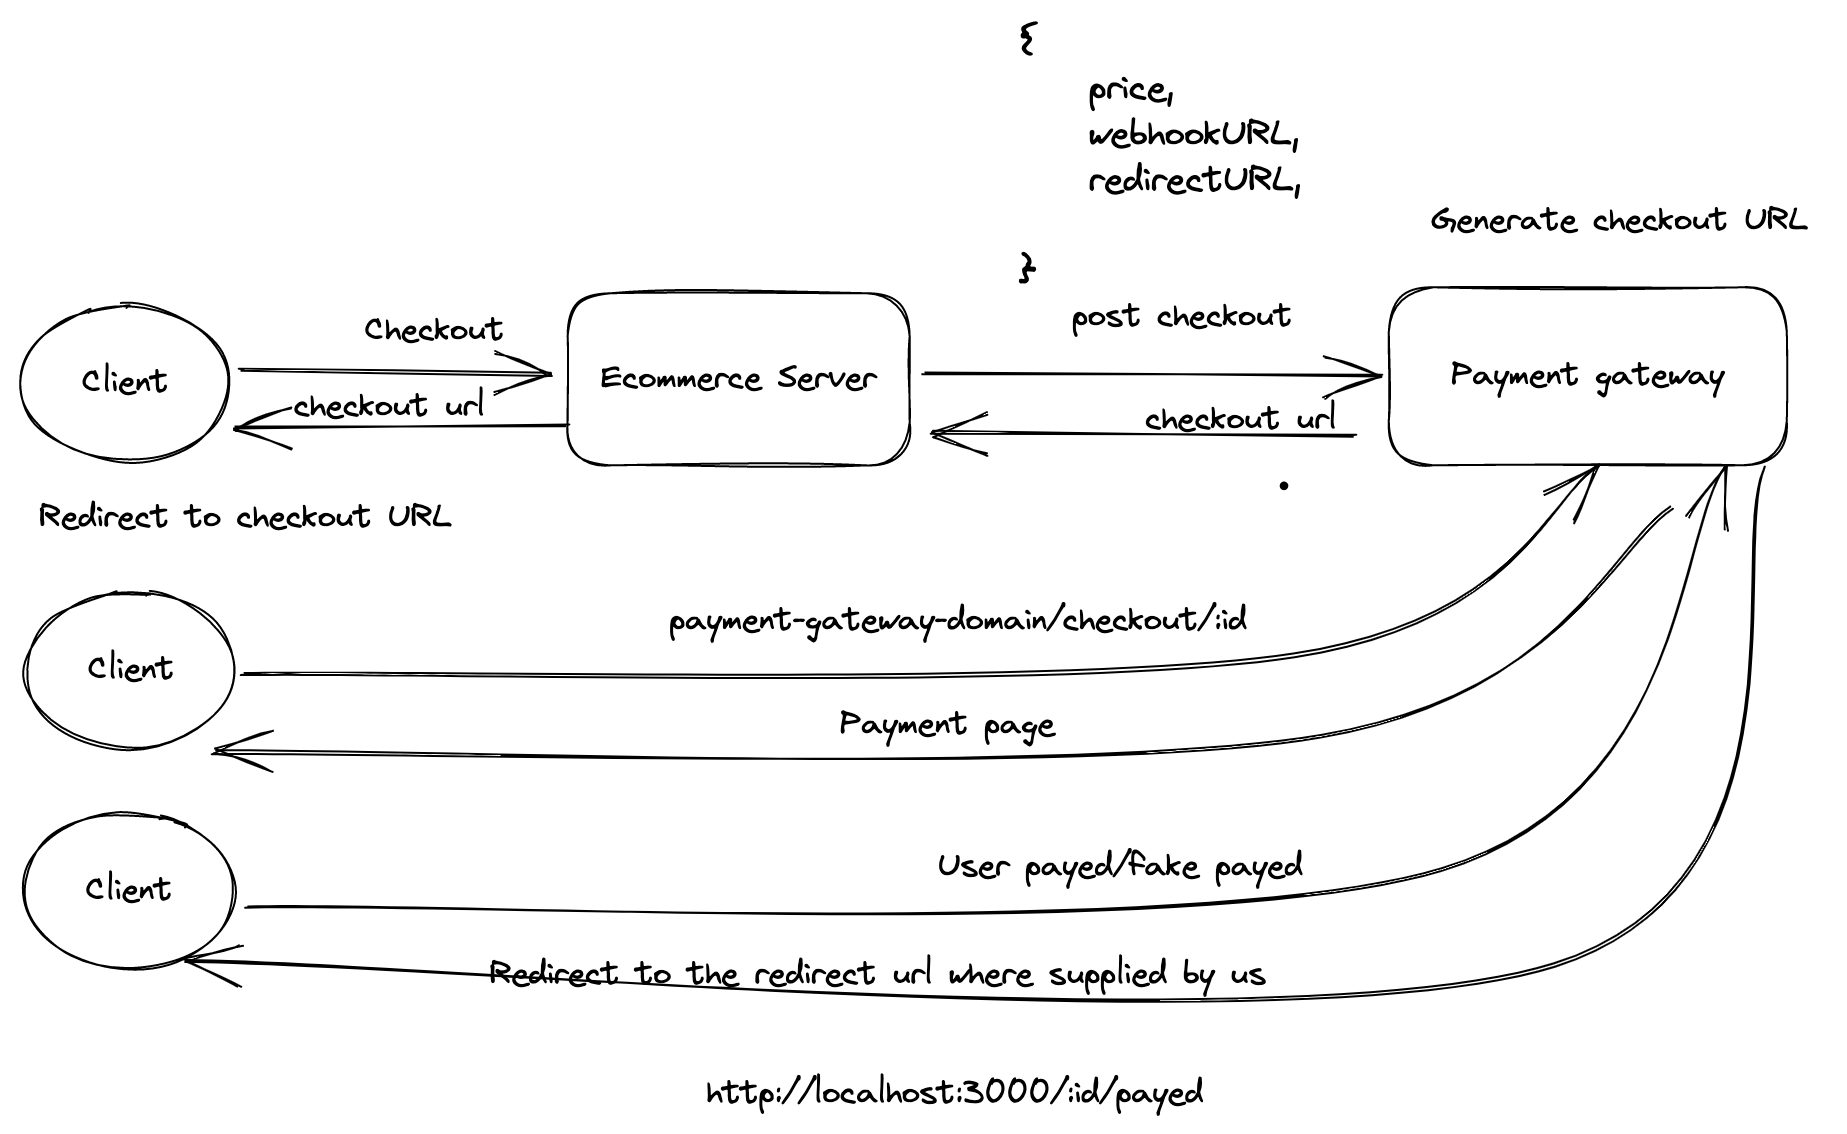 {
price,
webhookURL,
redirectURL,
}
Generate checkout URL
Client
Checkout
checkout url
Ecommerce Server
post checkout
checkout url
Payment gateway
Redirect to checkout URL
Client
payment-gateway-domain/checkout/:id
Payment page
Client
User payed/fake payed
Redirect to the redirect url where supplied by us
http://localhost:3000/:id/payed